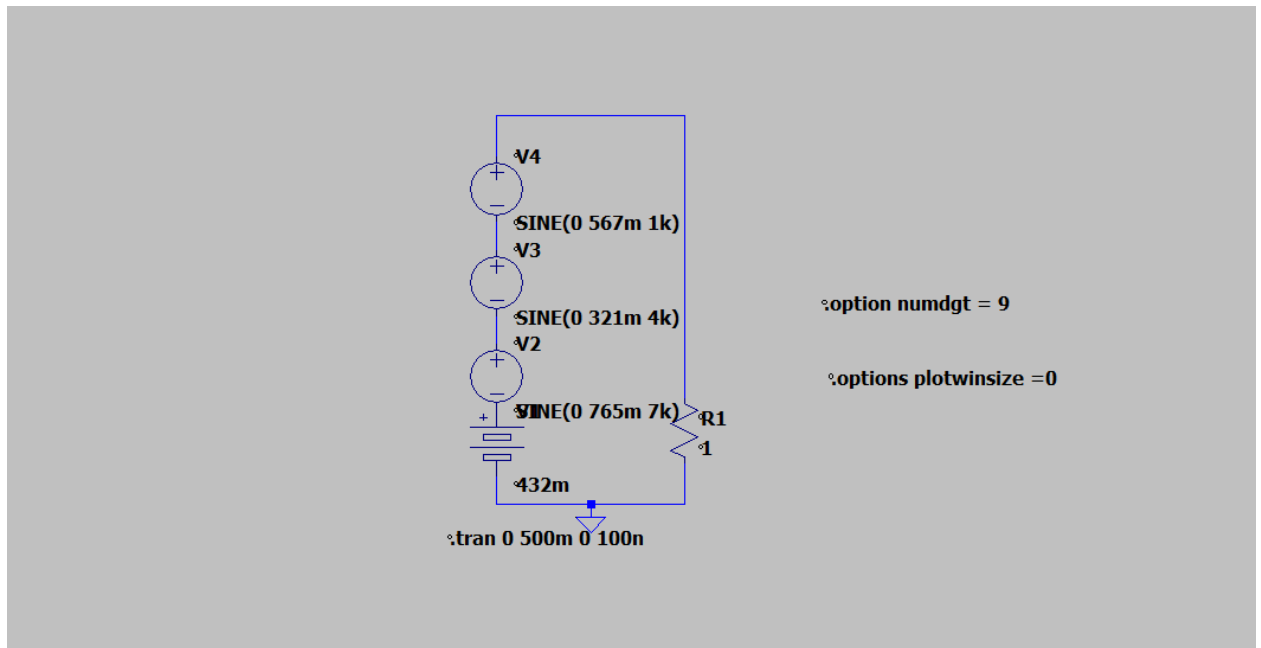 V4
SINE(0 567m 1k)
V3
SINE(0 321m 4k)
.option numdgt = 9
V2
.options plotwinsize =0
V1
SINE(0 765m 7k)
R1
1
432m
.tran 0 500m 0 100n